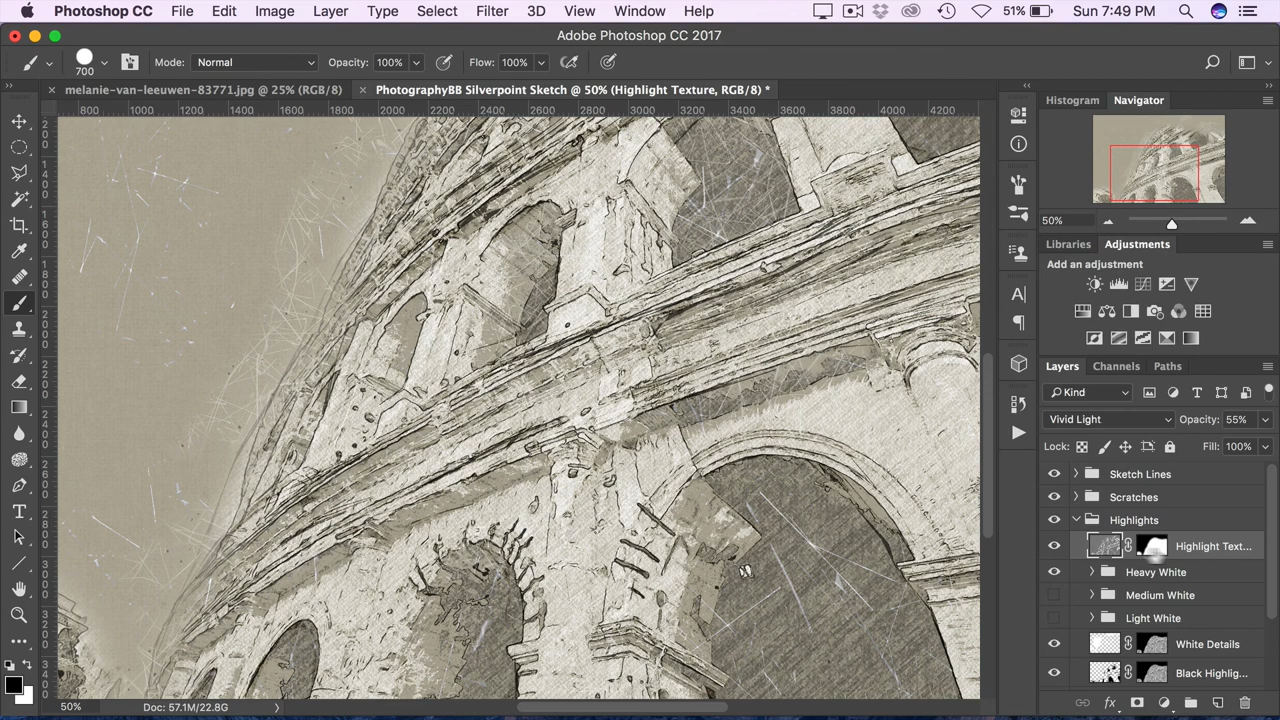 Photoshop CC File Edit Image Layer Type Select Filter 3D View Window Help 51% Sun 7:49 PM
Adobe Photoshop CC 2017
700 Mode: Normal Opacity: 100% Flow: 100%
melanie-van-leeuwen-83771.jpg @ 25% (RGB/8) PhotographyBB Silverpoint Sketch @ 50% (Highlight Texture, RGB/8) *
800 1000 1200 1400 1600 1800 2000 2200 2400 2600 2800 3000 3200 3400 3600 3800 4000 4200
Histogram Navigator
50%
Libraries Adjustments
Add an adjustment
Layers Channels Paths
Kind
Vivid Light Opacity: 55%
Lock: Fill: 100%
Sketch Lines
Scratches
Highlights
Highlight Text...
Heavy White
Medium White
Light White
White Details
Black Highlig...
50% Doc: 57.1M/22.8G